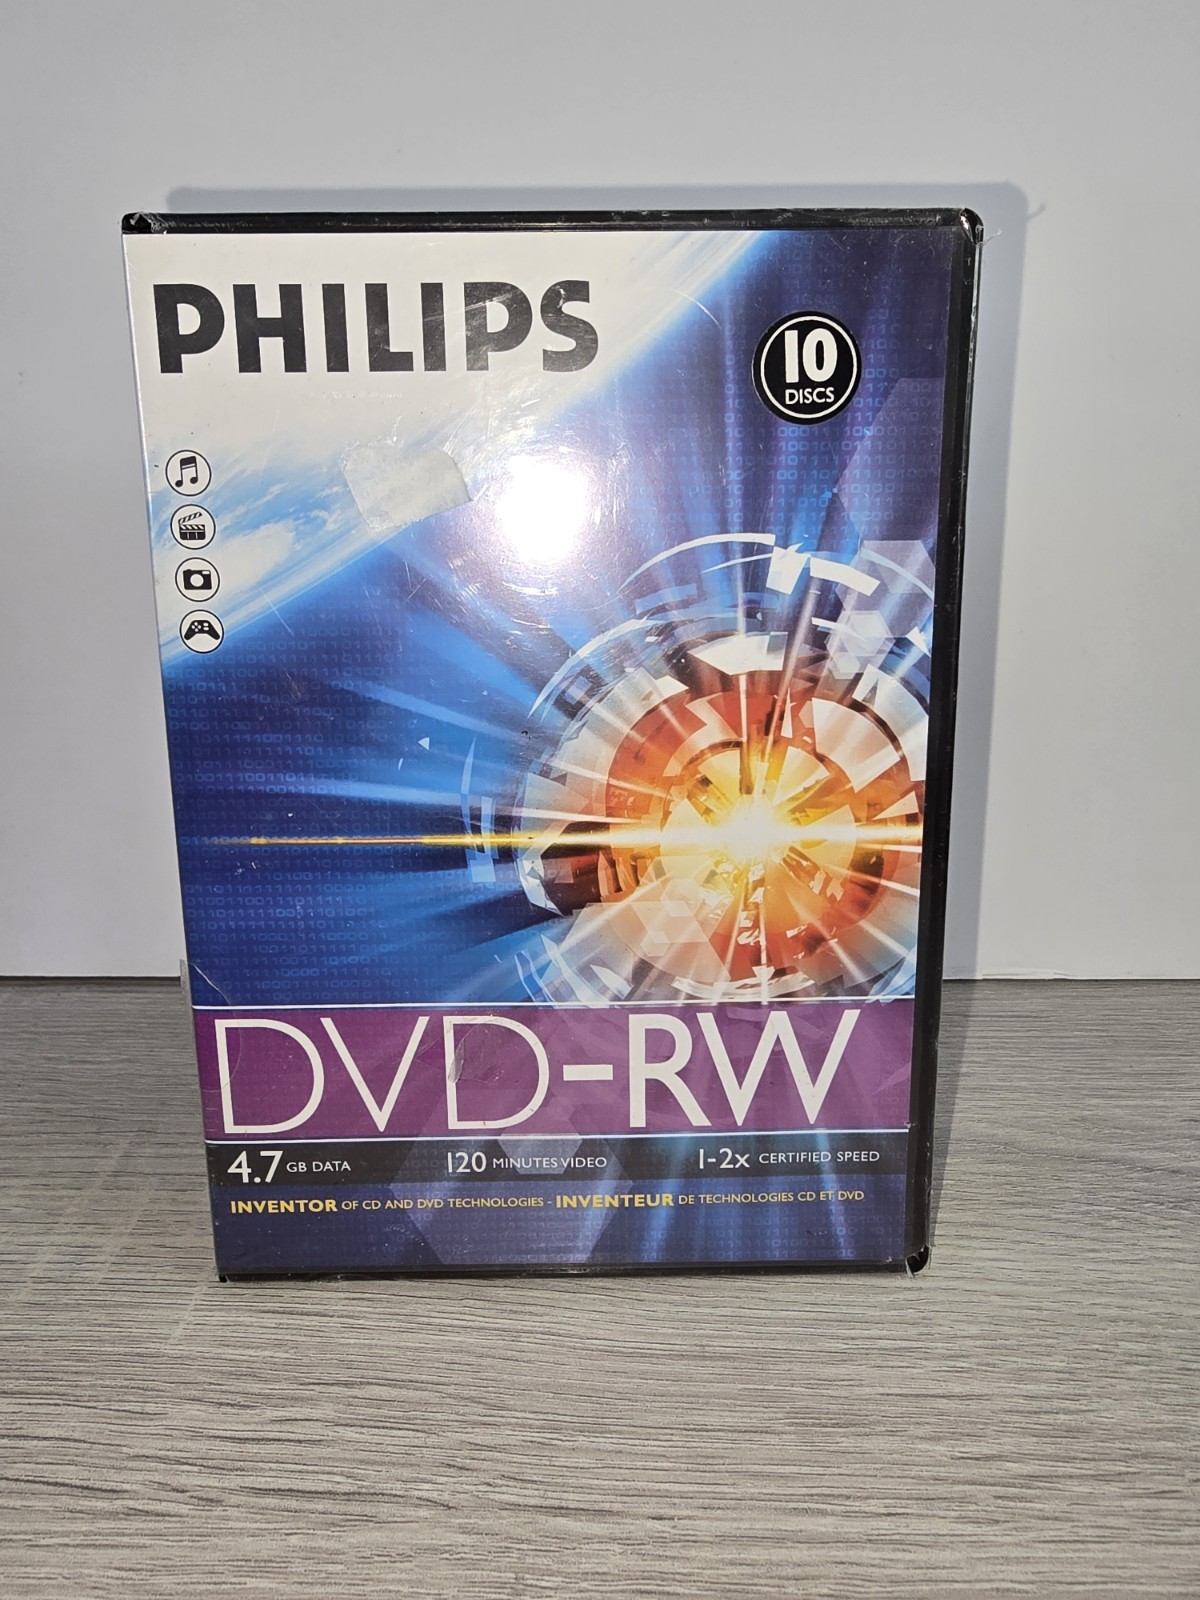 PHILIPS
10
DISCS
DVD-RW
4.7 GB DATA 120 MINUTES VIDEO 1-2x CERTIFIED SPEED
INVENTOR OF CD AND DVD TECHNOLOGIES - INVENTEUR DE TECHNOLOGIES CD ET DVD